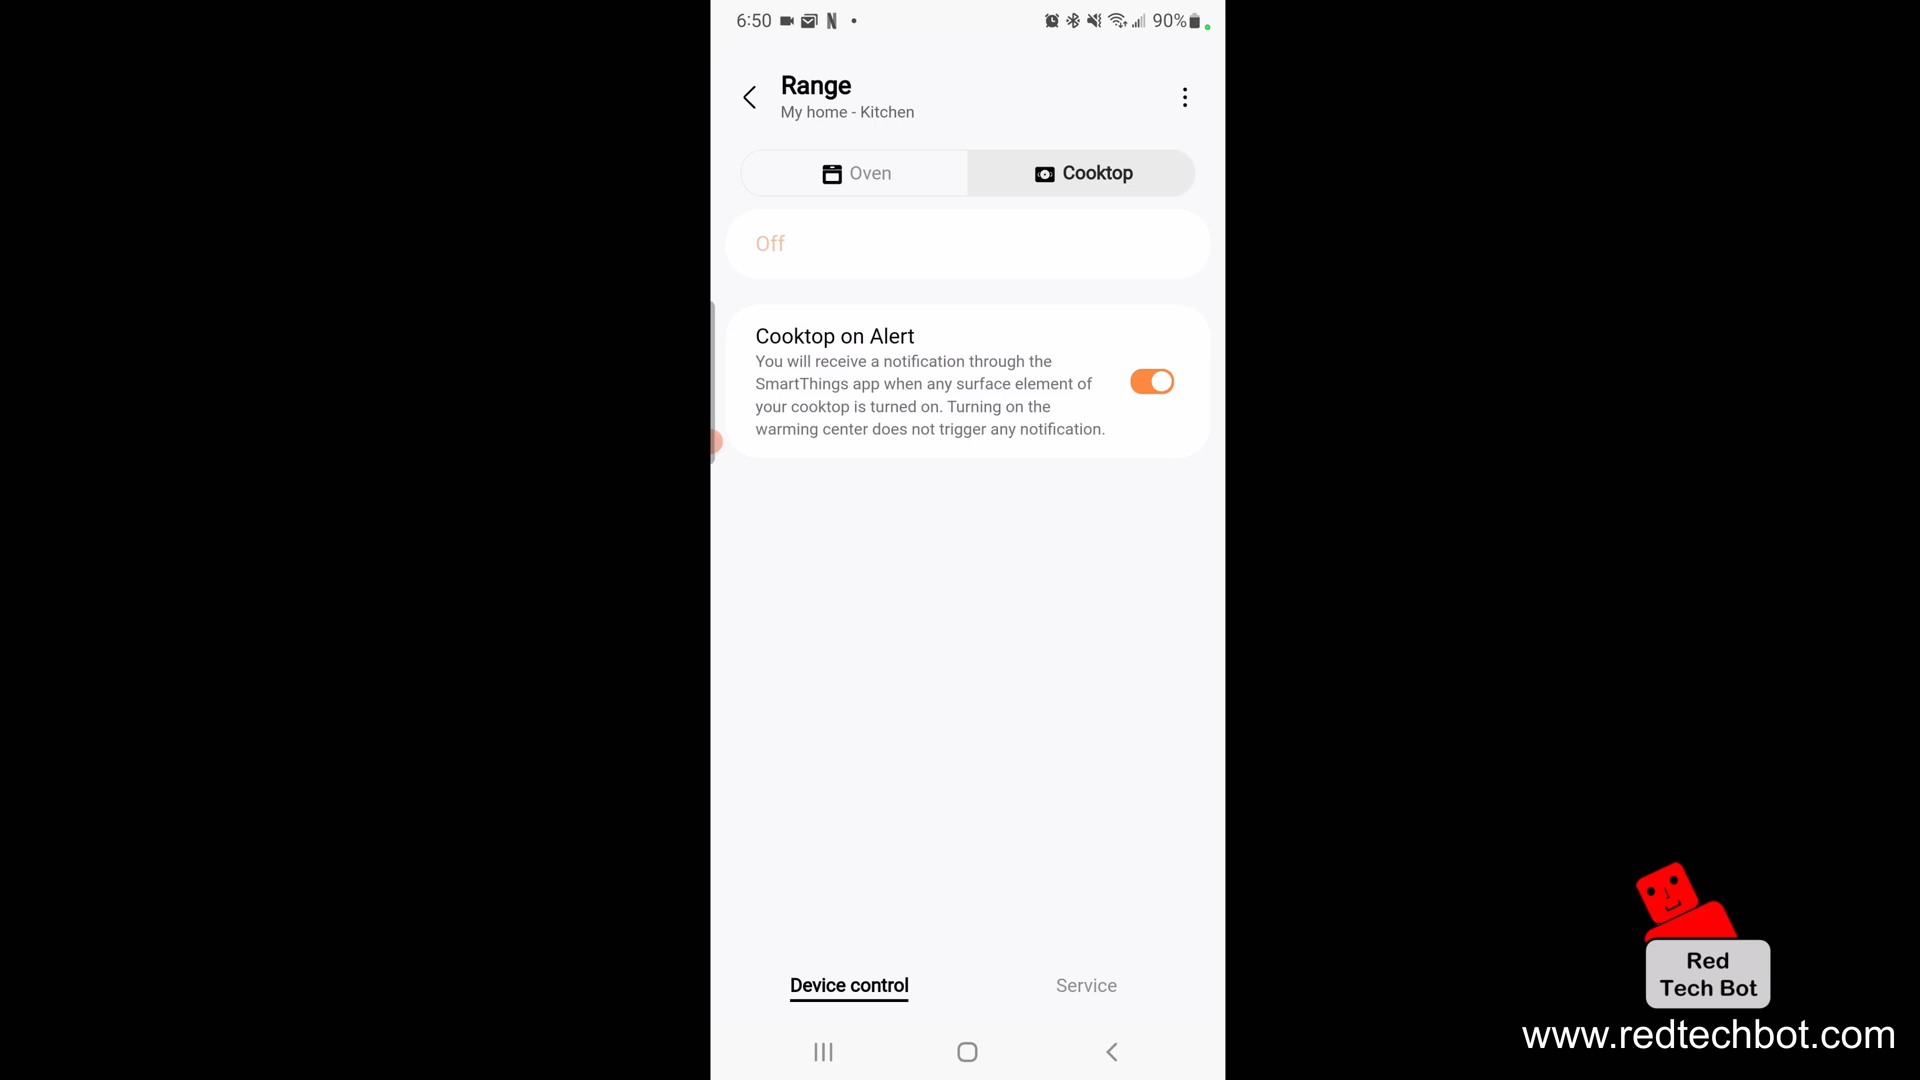 6:50
90%
Range
My home - Kitchen
Oven
Cooktop
Off
Cooktop on Alert
You will receive a notification through the
SmartThings app when any surface element of
your cooktop is turned on. Turning on the
warming center does not trigger any notification.
Device control
Service
Red
Tech Bot
www.redtechbot.com